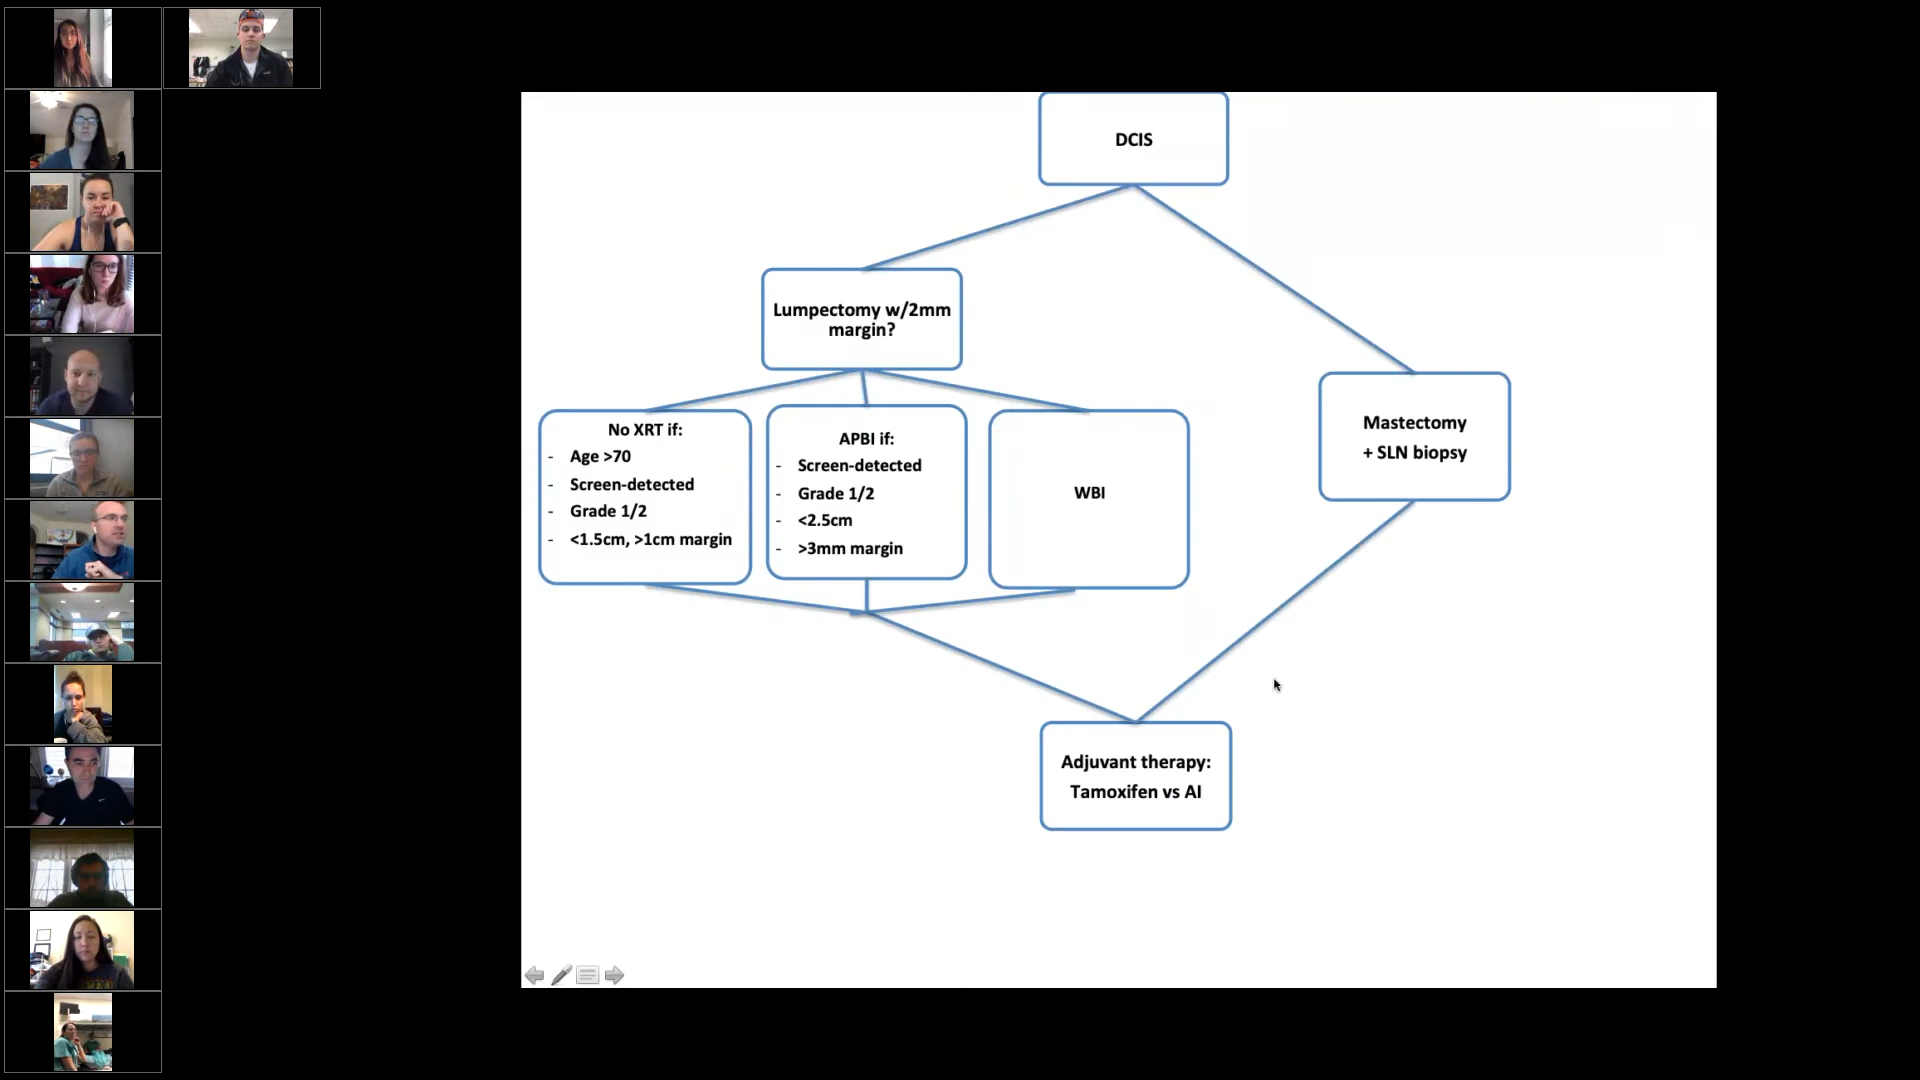 DCIS
Lumpectomy w/2mm
margin?
No XRT if:
- Age >70
- Screen-detected
- Grade 1/2
- <1.5cm, >1cm margin
APBI if:
- Screen-detected
- Grade 1/2
- <2.5cm
- >3mm margin
WBI
Mastectomy
+ SLN biopsy
Adjuvant therapy:
Tamoxifen vs AI